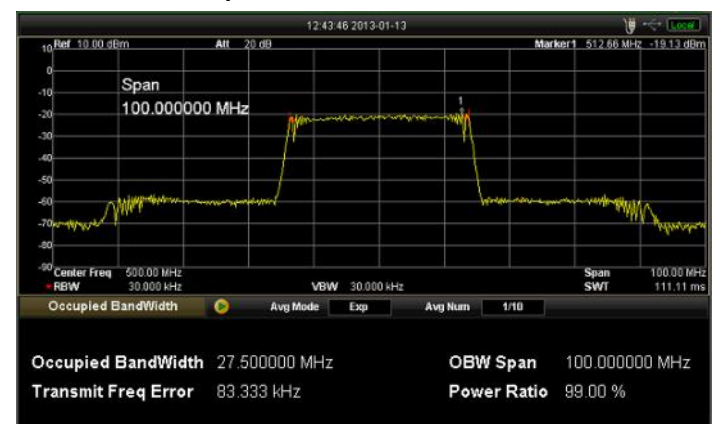 12:43:46 2013-01-13
Local
Ref 10.00 dBm Att 20 dB Marker1 512.66 MHz -19.13 dBm
10
0
-10
Span
100.000000 MHz
1
-20
-30
-40
-50
-60
-70
-80
-90
Center Freq 500.00 MHz Span 100.00 MHz
RBW 30.000 kHz VBW 30.000 kHz SWT 111.11 ms
Occupied BandWidth Avg Mode Exp Avg Num 1/10
Occupied BandWidth 27.500000 MHz OBW Span 100.000000 MHz
Transmit Freq Error 83.333 kHz Power Ratio 99.00 %